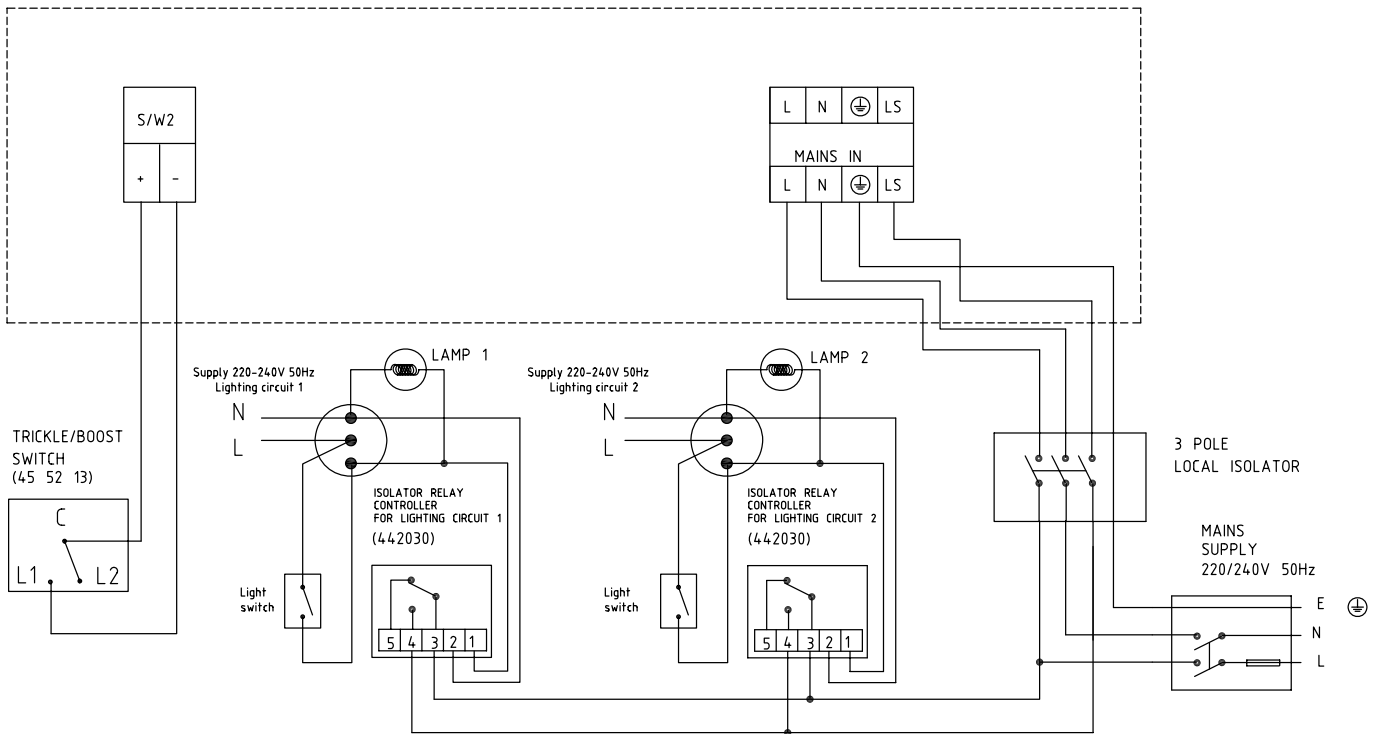 S/W2
+ -
L N LS
MAINS IN
L N LS
LAMP 1
Supply 220-240V 50Hz
Lighting circuit 1
N
L
LAMP 2
Supply 220-240V 50Hz
Lighting circuit 2
N
L
TRICKLE/BOOST
SWITCH
(45 52 13)
C
L1 L2
ISOLATOR RELAY
CONTROLLER
FOR LIGHTING CIRCUIT 1
(442030)
Light
switch
5 4 3 2 1
ISOLATOR RELAY
CONTROLLER
FOR LIGHTING CIRCUIT 2
(442030)
Light
switch
5 4 3 2 1
3 POLE
LOCAL ISOLATOR
MAINS
SUPPLY
220/240V 50Hz
E
N
L